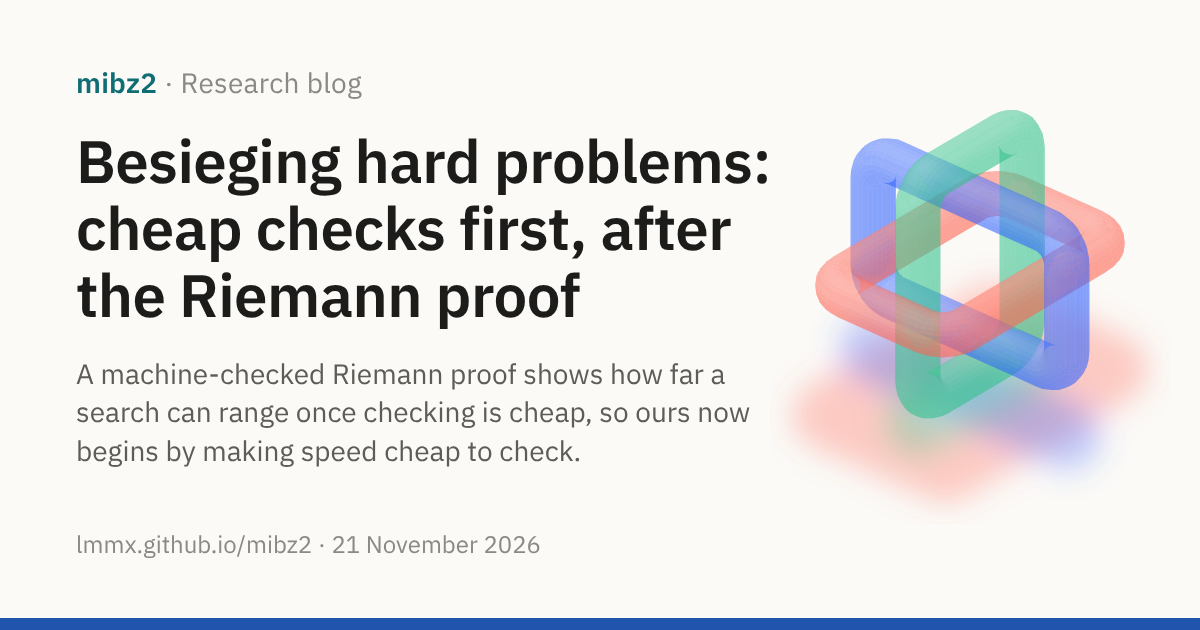 mibz2 · Research blog
Besieging hard problems:
cheap checks first, after
the Riemann proof
A machine-checked Riemann proof shows how far a
search can range once checking is cheap, so ours now
begins by making speed cheap to check.
lmmx.github.io/mibz2 · 21 November 2026